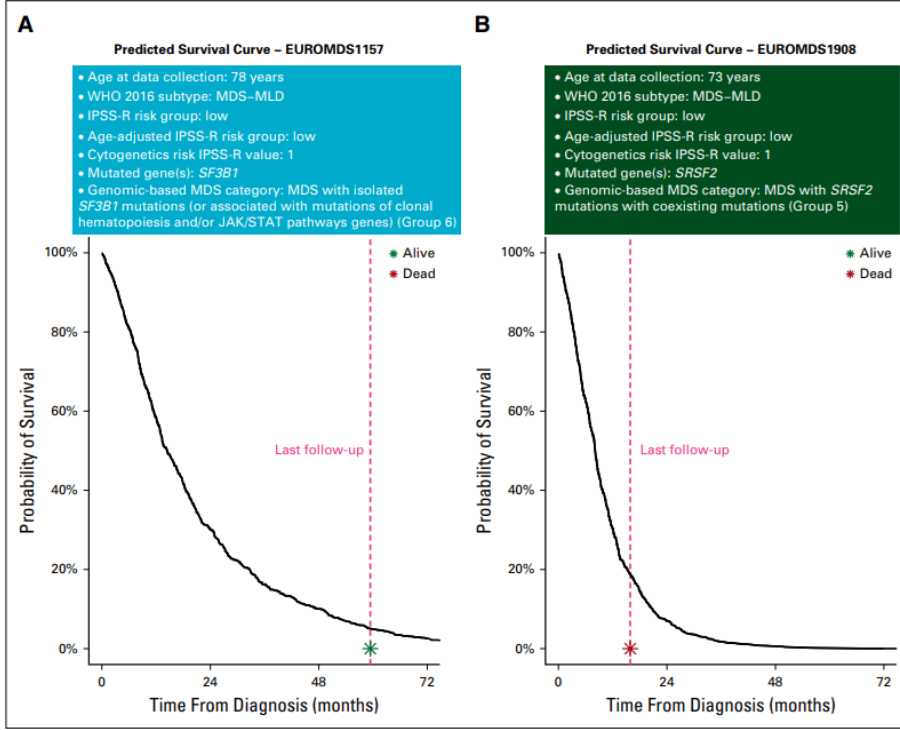 A
Predicted Survival Curve – EUROMDS1157
• Age at data collection: 78 years
• WHO 2016 subtype: MDS–MLD
• IPSS-R risk group: low
• Age-adjusted IPSS-R risk group: low
• Cytogenetics risk IPSS-R value: 1
• Mutated gene(s): SF3B1
• Genomic-based MDS category: MDS with isolated
SF3B1 mutations (or associated with mutations of clonal
hematopoiesis and/or JAK/STAT pathways genes) (Group 6)
100%
80%
60%
40%
20%
0%
Probability of Survival
Alive
Dead
Last follow-up
0
24
48
72
Time From Diagnosis (months)
B
Predicted Survival Curve – EUROMDS1908
• Age at data collection: 73 years
• WHO 2016 subtype: MDS–MLD
• IPSS-R risk group: low
• Age-adjusted IPSS-R risk group: low
• Cytogenetics risk IPSS-R value: 1
• Mutated gene(s): SRSF2
• Genomic-based MDS category: MDS with SRSF2
mutations with coexisting mutations (Group 5)
100%
80%
60%
40%
20%
0%
Probability of Survival
Alive
Dead
Last follow-up
0
24
48
72
Time From Diagnosis (months)